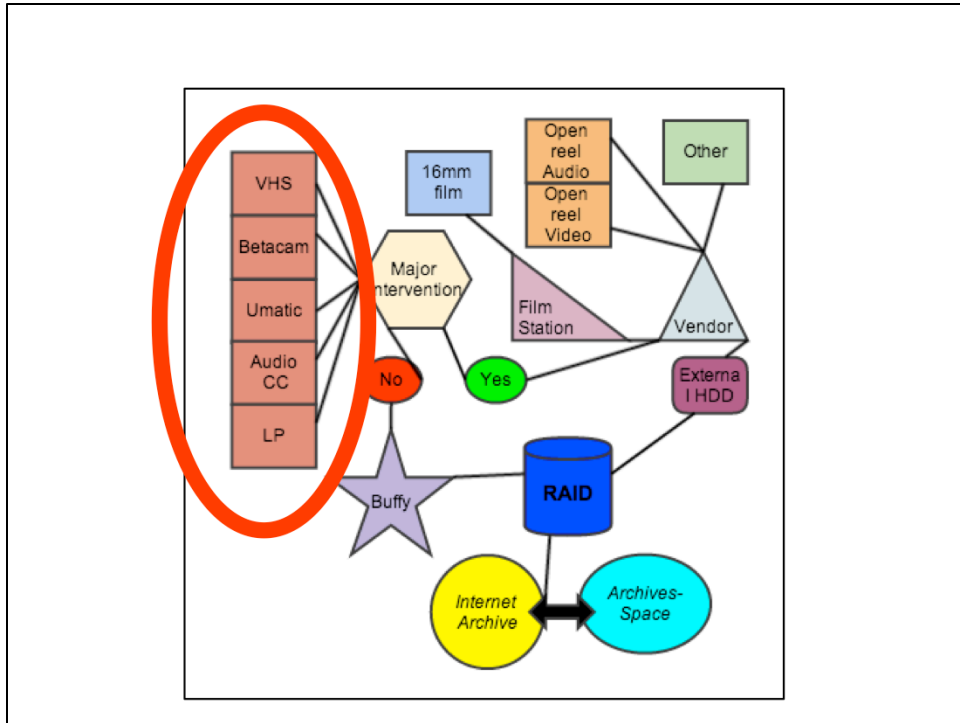 VHS
Betacam
Umatic
Audio
CC
LP
16mm
film
Open
reel
Audio
Open
reel
Video
Other
Major
Intervention
Film
Station
Vendor
No
Yes
Externa
l HDD
Buffy
RAID
Internet
Archive
Archives-
Space